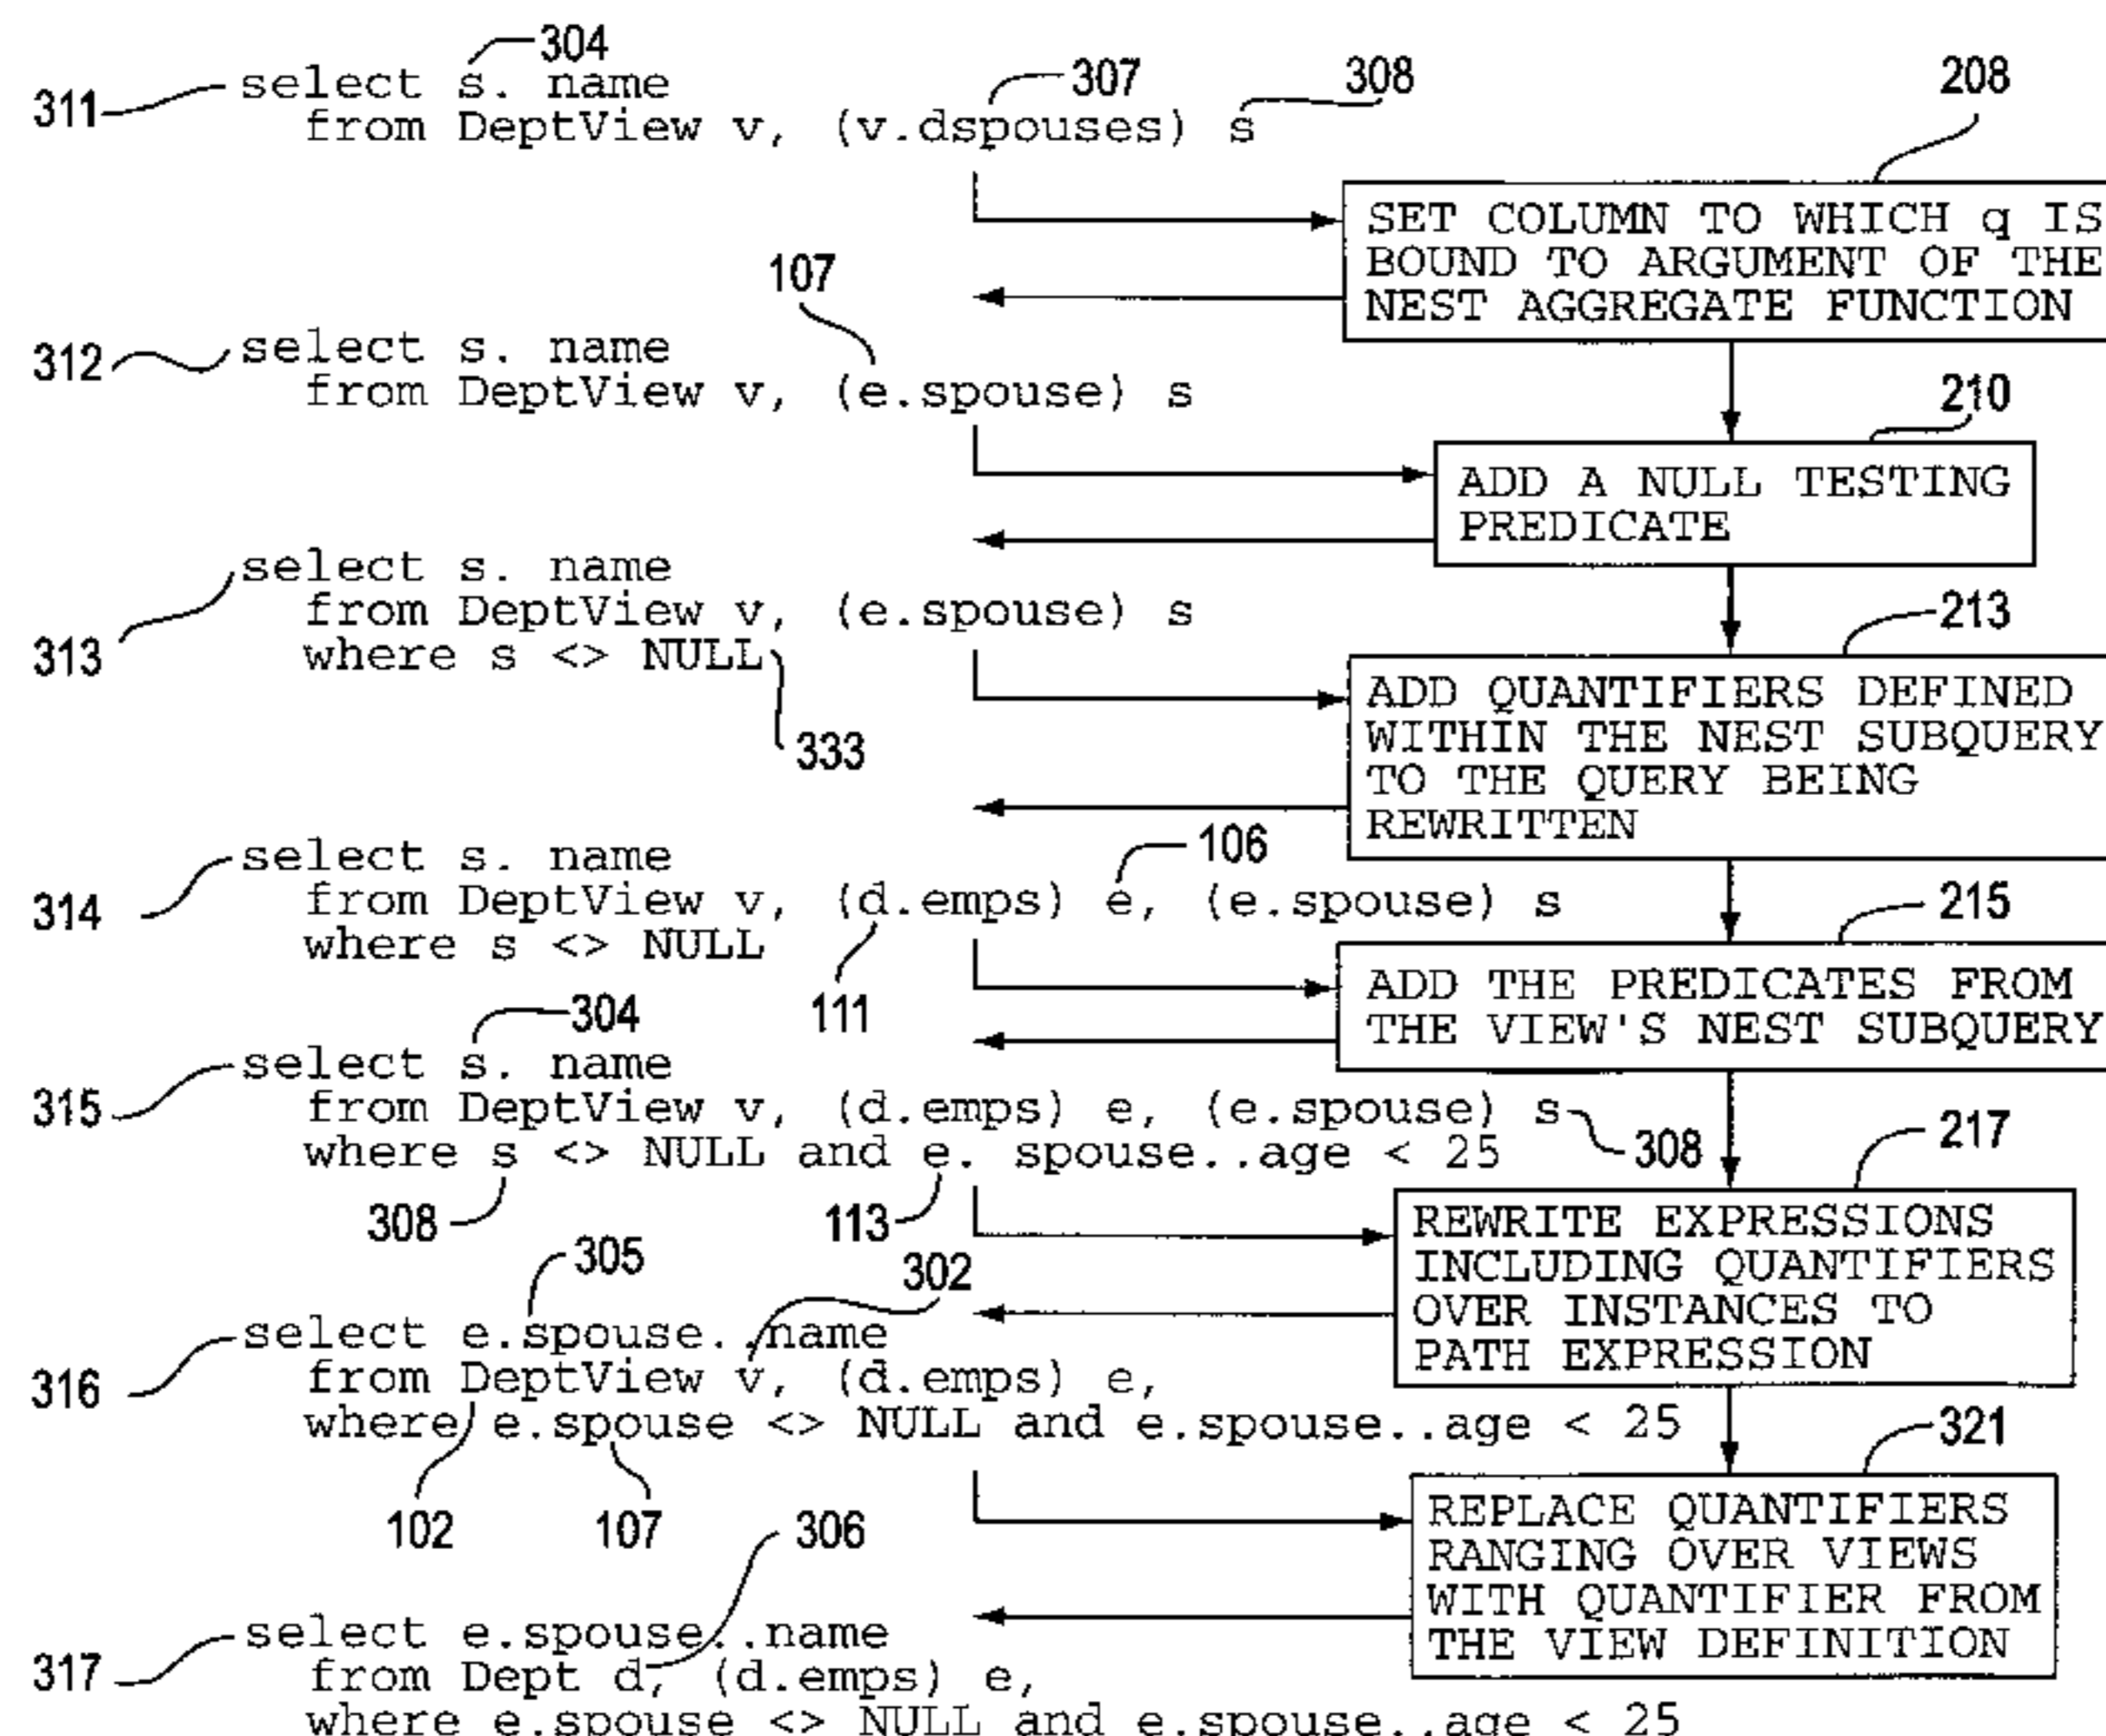 304
311 select s. name 307 308 208
from DeptView v, (v.dspouses) s
SET COLUMN TO WHICH q IS
BOUND TO ARGUMENT OF THE
NEST AGGREGATE FUNCTION
107
312 select s. name
from DeptView v, (e.spouse) s
210
ADD A NULL TESTING
PREDICATE
select s. name
from DeptView v, (e.spouse) s
313 where s <> NULL
333
213
ADD QUANTIFIERS DEFINED
WITHIN THE NEST SUBQUERY
TO THE QUERY BEING
REWRITTEN
106
select s. name
314 from DeptView v, (d.emps) e, (e.spouse) s
where s <> NULL
111
215
ADD THE PREDICATES FROM
THE VIEW'S NEST SUBQUERY
304
select s. name
315 from DeptView v, (d.emps) e, (e.spouse) s
where s <> NULL and e. spouse..age < 25
308
308 113
217
REWRITE EXPRESSIONS
INCLUDING QUANTIFIERS
OVER INSTANCES TO
PATH EXPRESSION
305 302
select e.spouse..name
316 from DeptView v, (d.emps) e,
where e.spouse <> NULL and e.spouse..age < 25
102 107 306
321
REPLACE QUANTIFIERS
RANGING OVER VIEWS
WITH QUANTIFIER FROM
THE VIEW DEFINITION
select e.spouse..name
317 from Dept d, (d.emps) e,
where e.spouse <> NULL and e.spouse..age < 25